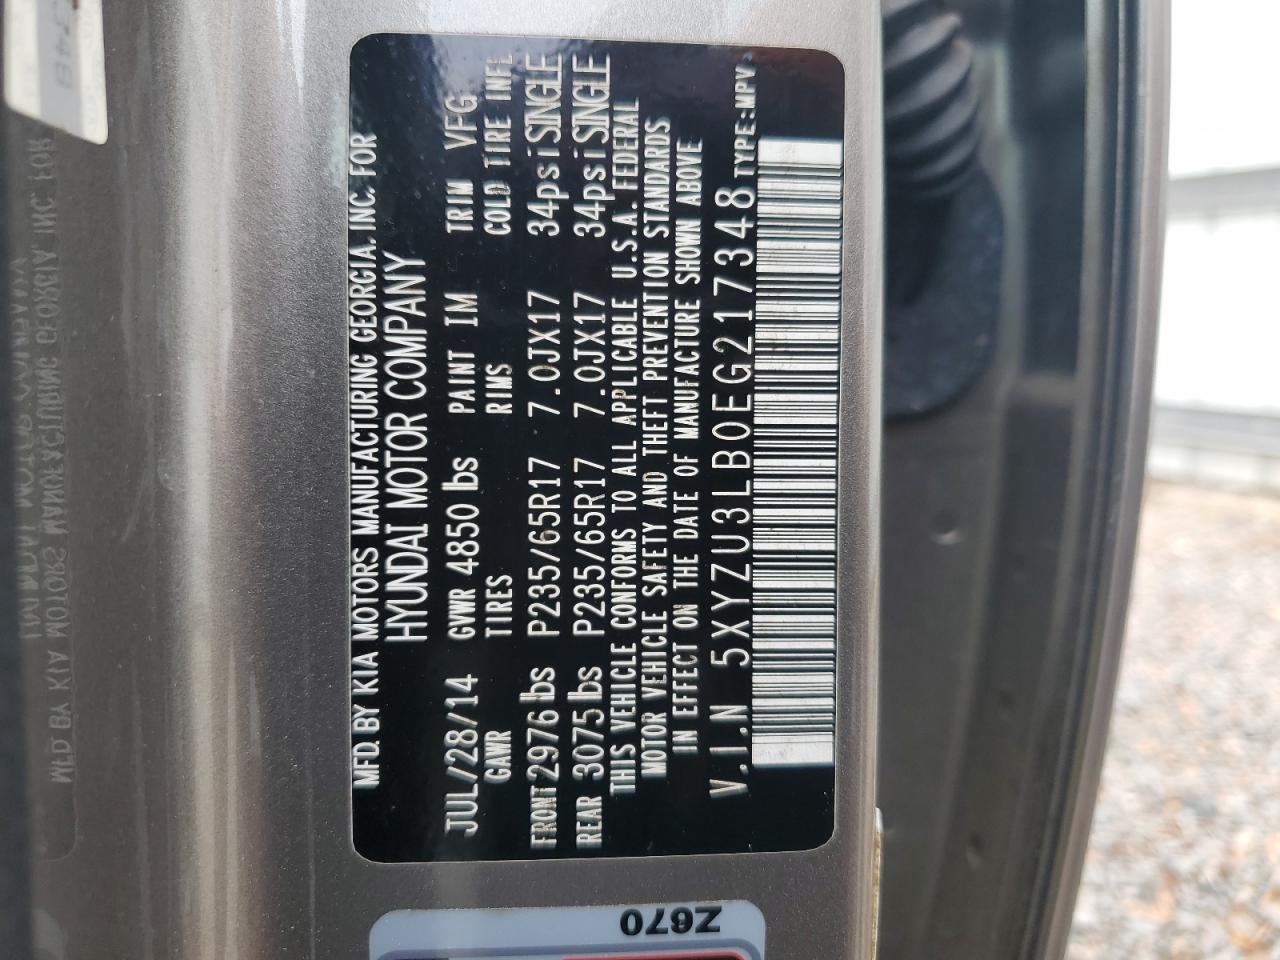 MFD. BY KIA MOTORS MANUFACTURING GEORGIA, INC. FOR
HYUNDAI MOTOR COMPANY
JUL/28/14 GVWR 4850 lbs PAINT IM TRIM VFG
GAWR TIRES RIMS COLD TIRE INFL
FRONT 2976 lbs P235/65R17 7.0JX17 34psi SINGLE
REAR 3075 lbs P235/65R17 7.0JX17 34psi SINGLE
THIS VEHICLE CONFORMS TO ALL APPLICABLE U.S.A. FEDERAL
MOTOR VEHICLE SAFETY AND THEFT PREVENTION STANDARDS
IN EFFECT ON THE DATE OF MANUFACTURE SHOWN ABOVE
V.I.N 5XYZU3LB0EG217348 TYPE:MPV
Z670